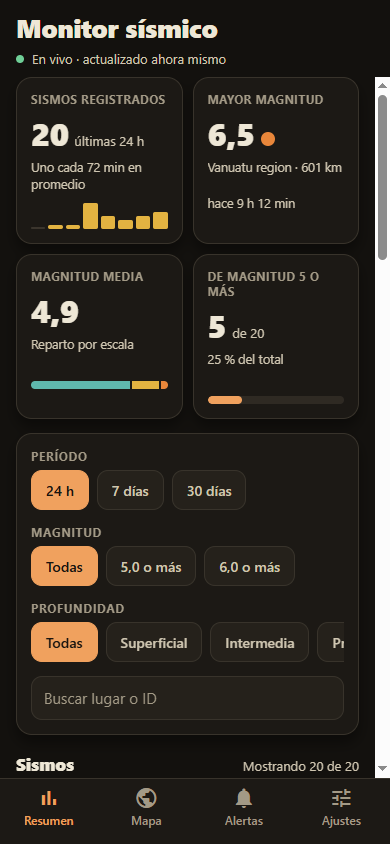 Monitor sísmico
En vivo · actualizado ahora mismo
SISMOS REGISTRADOS
20 últimas 24 h
Uno cada 72 min en
promedio
MAYOR MAGNITUD
6,5
Vanuatu region · 601 km
hace 9 h 12 min
MAGNITUD MEDIA
4,9
Reparto por escala
DE MAGNITUD 5 O
MÁS
5 de 20
25 % del total
PERÍODO
24 h 7 días 30 días
MAGNITUD
Todas 5,0 o más 6,0 o más
PROFUNDIDAD
Todas Superficial Intermedia
Buscar lugar o ID
Sismos Mostrando 20 de 20
Resumen Mapa Alertas Ajustes